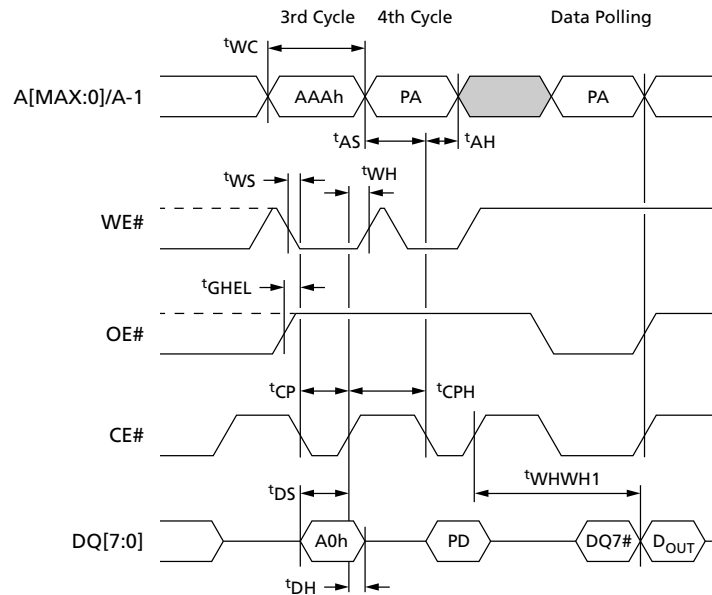 3rd Cycle 4th Cycle Data Polling
tWC
A[MAX:0]/A-1 AAAh PA PA
tAS tAH
tWS tWH
WE#
tGHEL
OE#
tCP tCPH
CE#
tWHWH1
tDS
DQ[7:0] A0h PD DQ7# DOUT
tDH